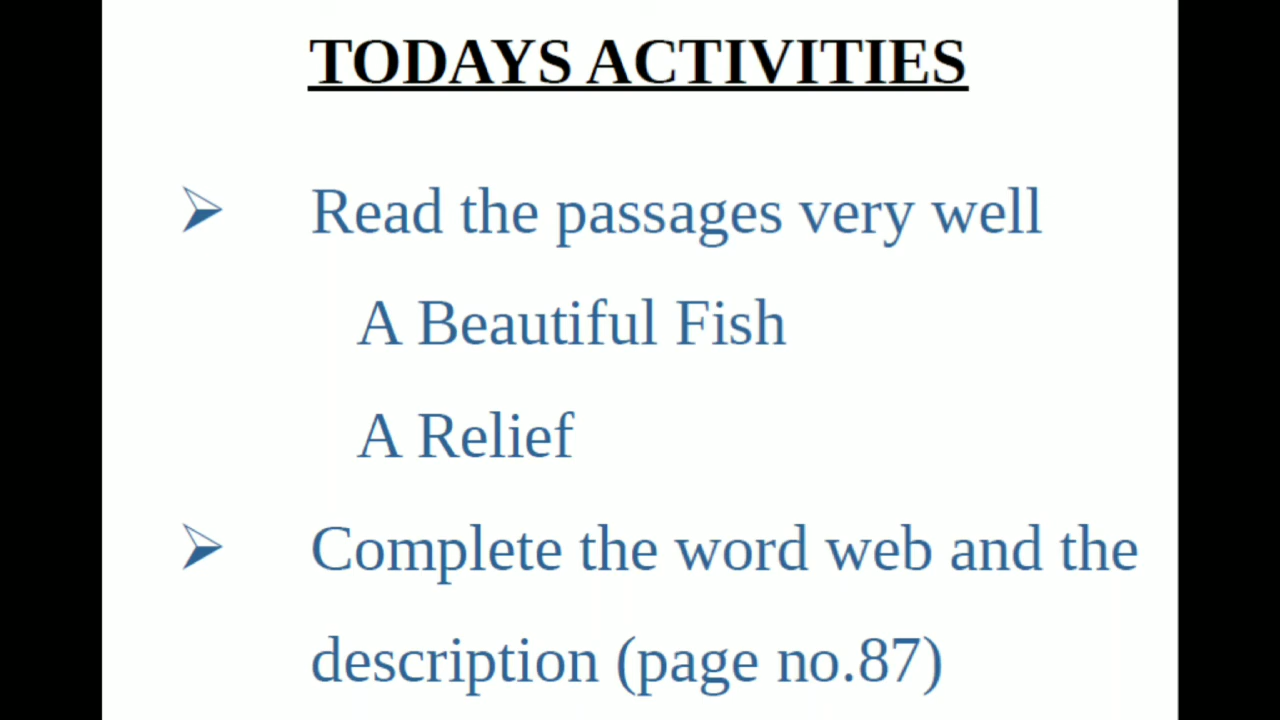 TODAYS ACTIVITIES
Read the passages very well
A Beautiful Fish
A Relief
Complete the word web and the
description (page no.87)